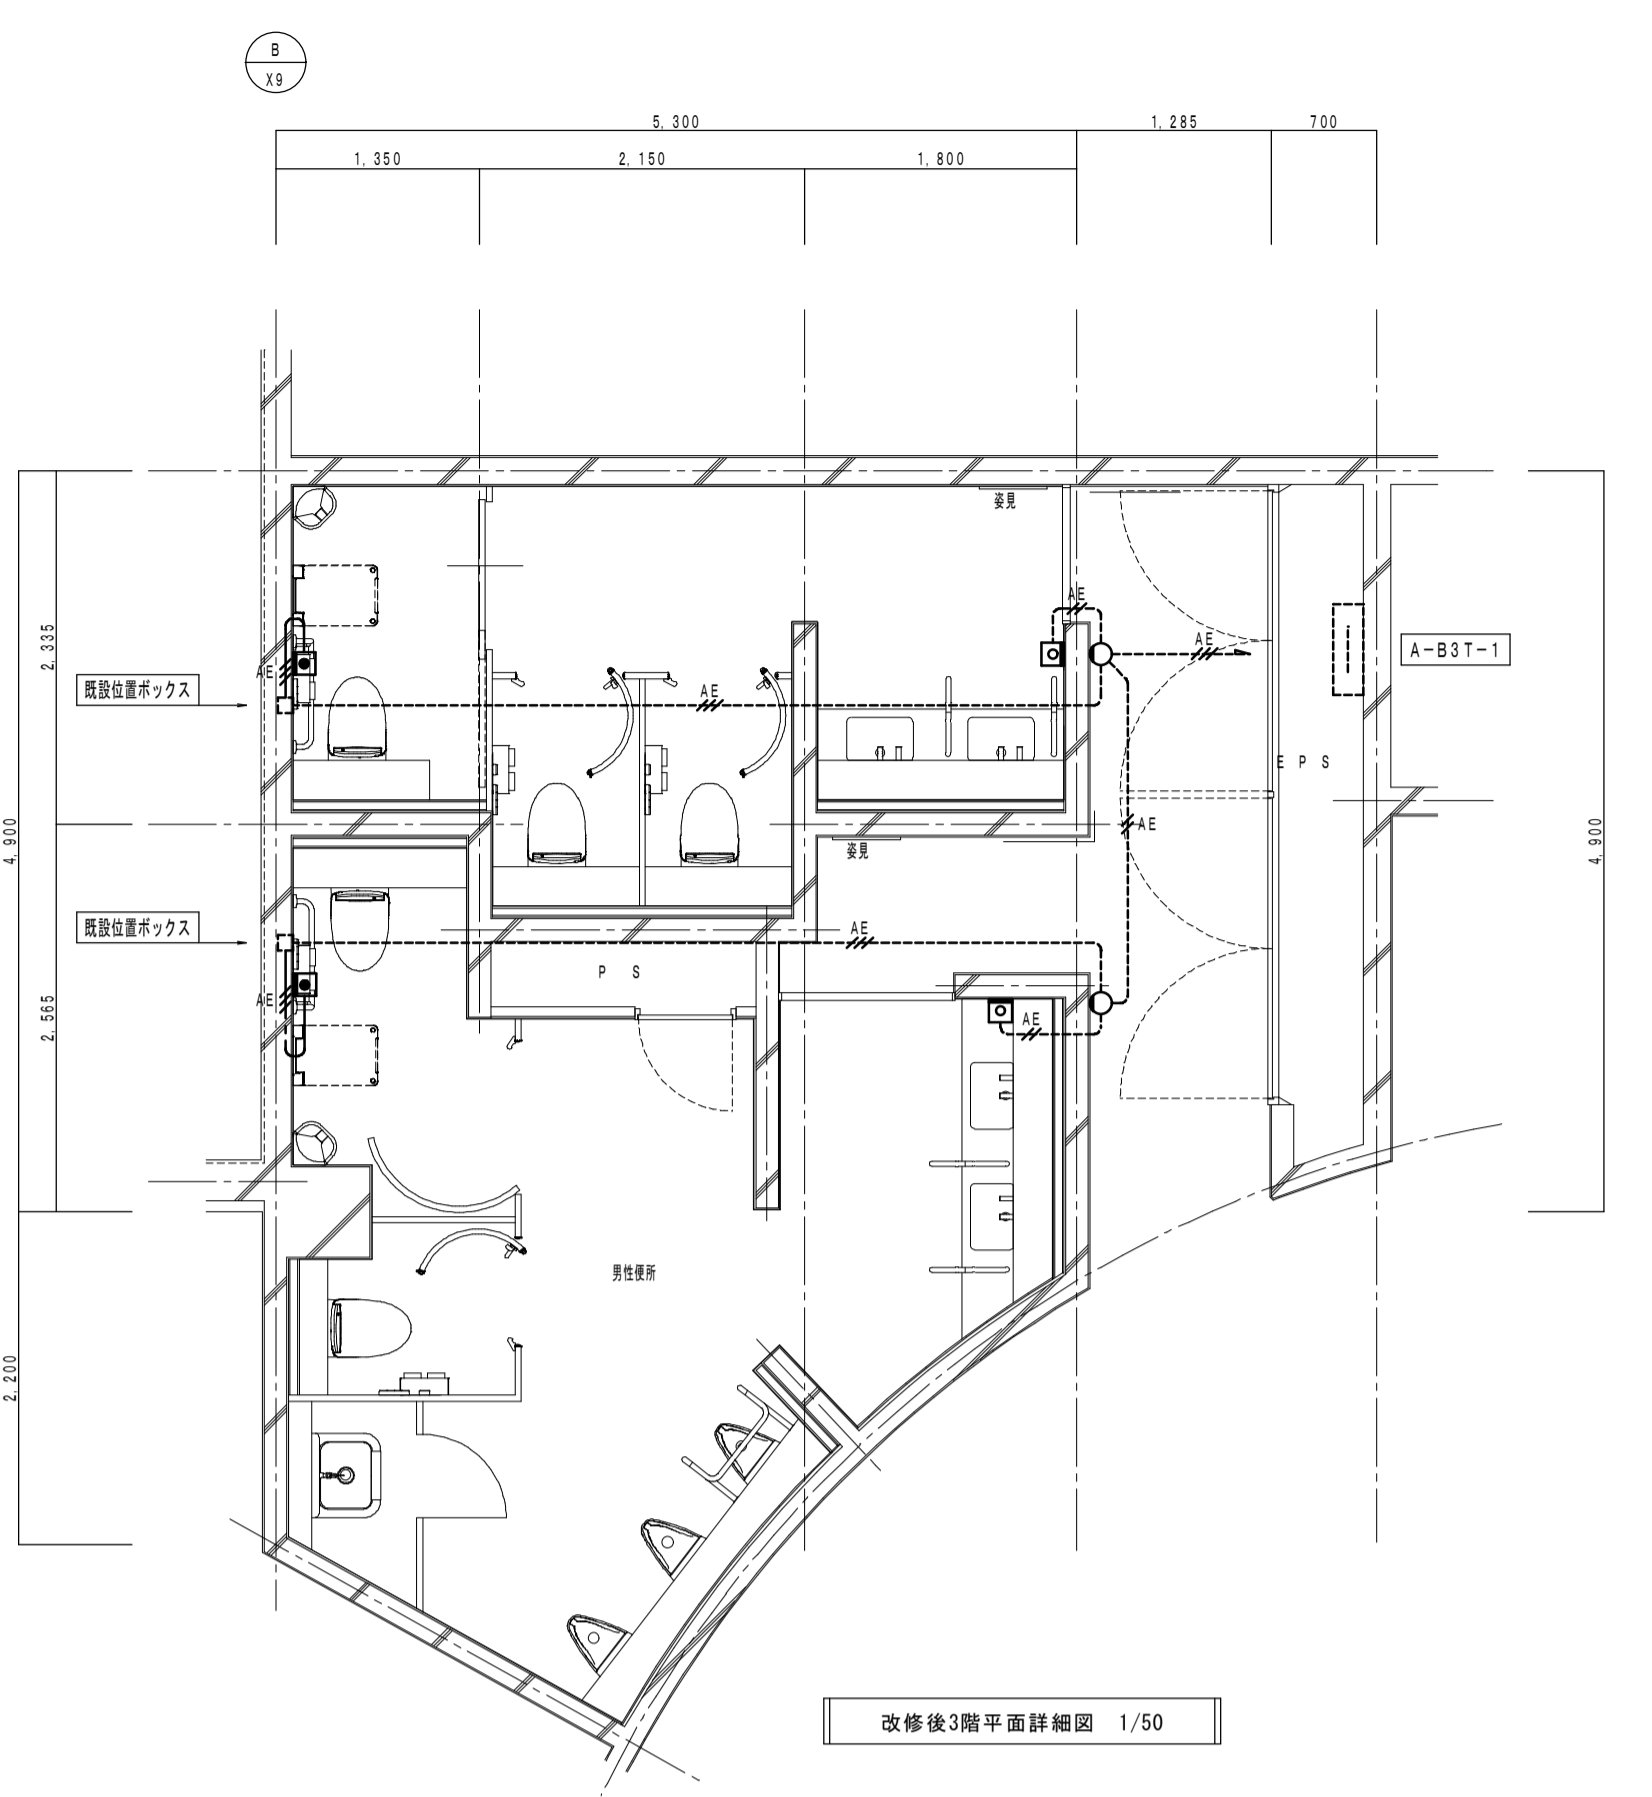 B
X9
5,300
1,285
700
1,350
2,150
1,800
姿見
AE
2,335
AE
A-B3T-1
AE
既設位置ボックス
AE
E P S
4,900
AE
4,900
姿見
既設位置ボックス
AE
P S
AE
2,565
AE
男性便所
2,200
改修後3階平面詳細図 1/50